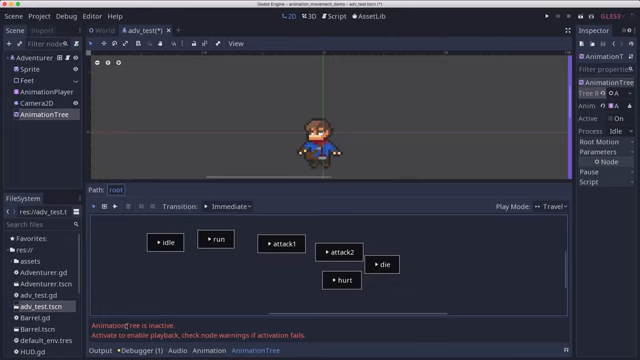 Godot Engine - animation_movement_demo - adv_test.tscn(*)
Scene Project Debug Editor Help
2D 3D Script AssetLib
GLES3
Scene Import
World adv_test(*)
Inspector
Filter nodes
View
Adventurer
Sprite
Feet
AnimationPlayer
Camera2D
AnimationTree
AnimationT
Filter properties
AnimationTree
Tree R A
Anim A
Active On
Process Idle
Root Motion
Parameters
Node
Pause
Script
Path: root
Transition: Immediate
Play Mode: Travel
FileSystem
res://adv_test.t
Search files
Favorites:
res://
assets
Adventurer.gd
Adventurer.tscn
adv_test.gd
adv_test.tscn
Barrel.gd
Barrel.tscn
default_env.tres
HUD.gd
idle
run
attack1
attack2
die
hurt
AnimationTree is inactive.
Activate to enable playback, check node warnings if activation fails.
Output Debugger (1) Audio Animation AnimationTree